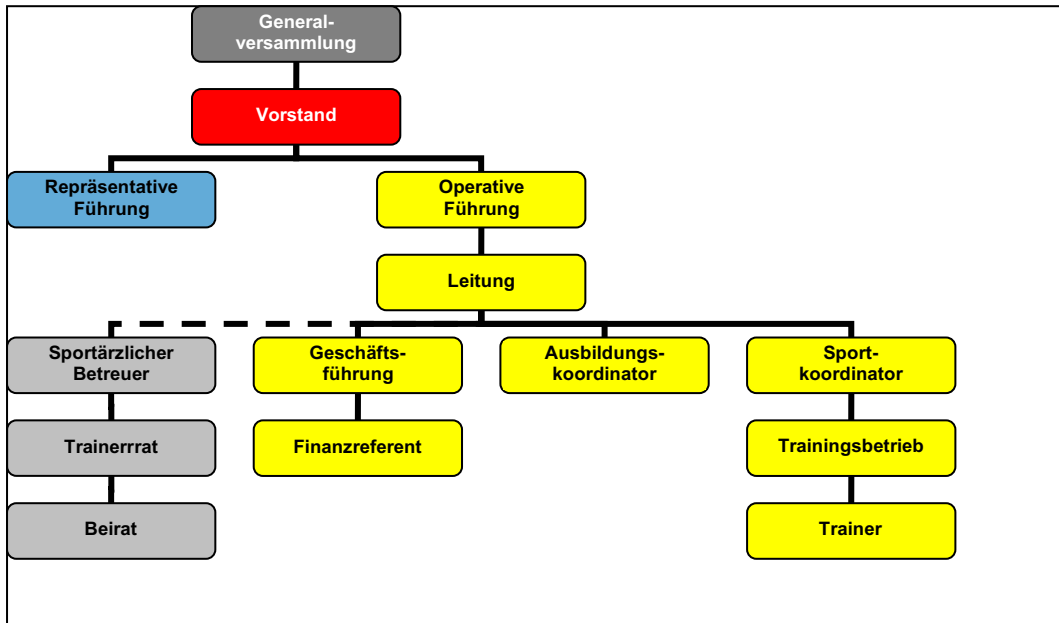 General-
versammlung
Vorstand
Repräsentative
Führung
Operative
Führung
Leitung
Sportärzlicher
Betreuer
Geschäfts-
führung
Ausbildungs-
koordinator
Sport-
koordinator
Trainerrrat
Finanzreferent
Trainingsbetrieb
Beirat
Trainer